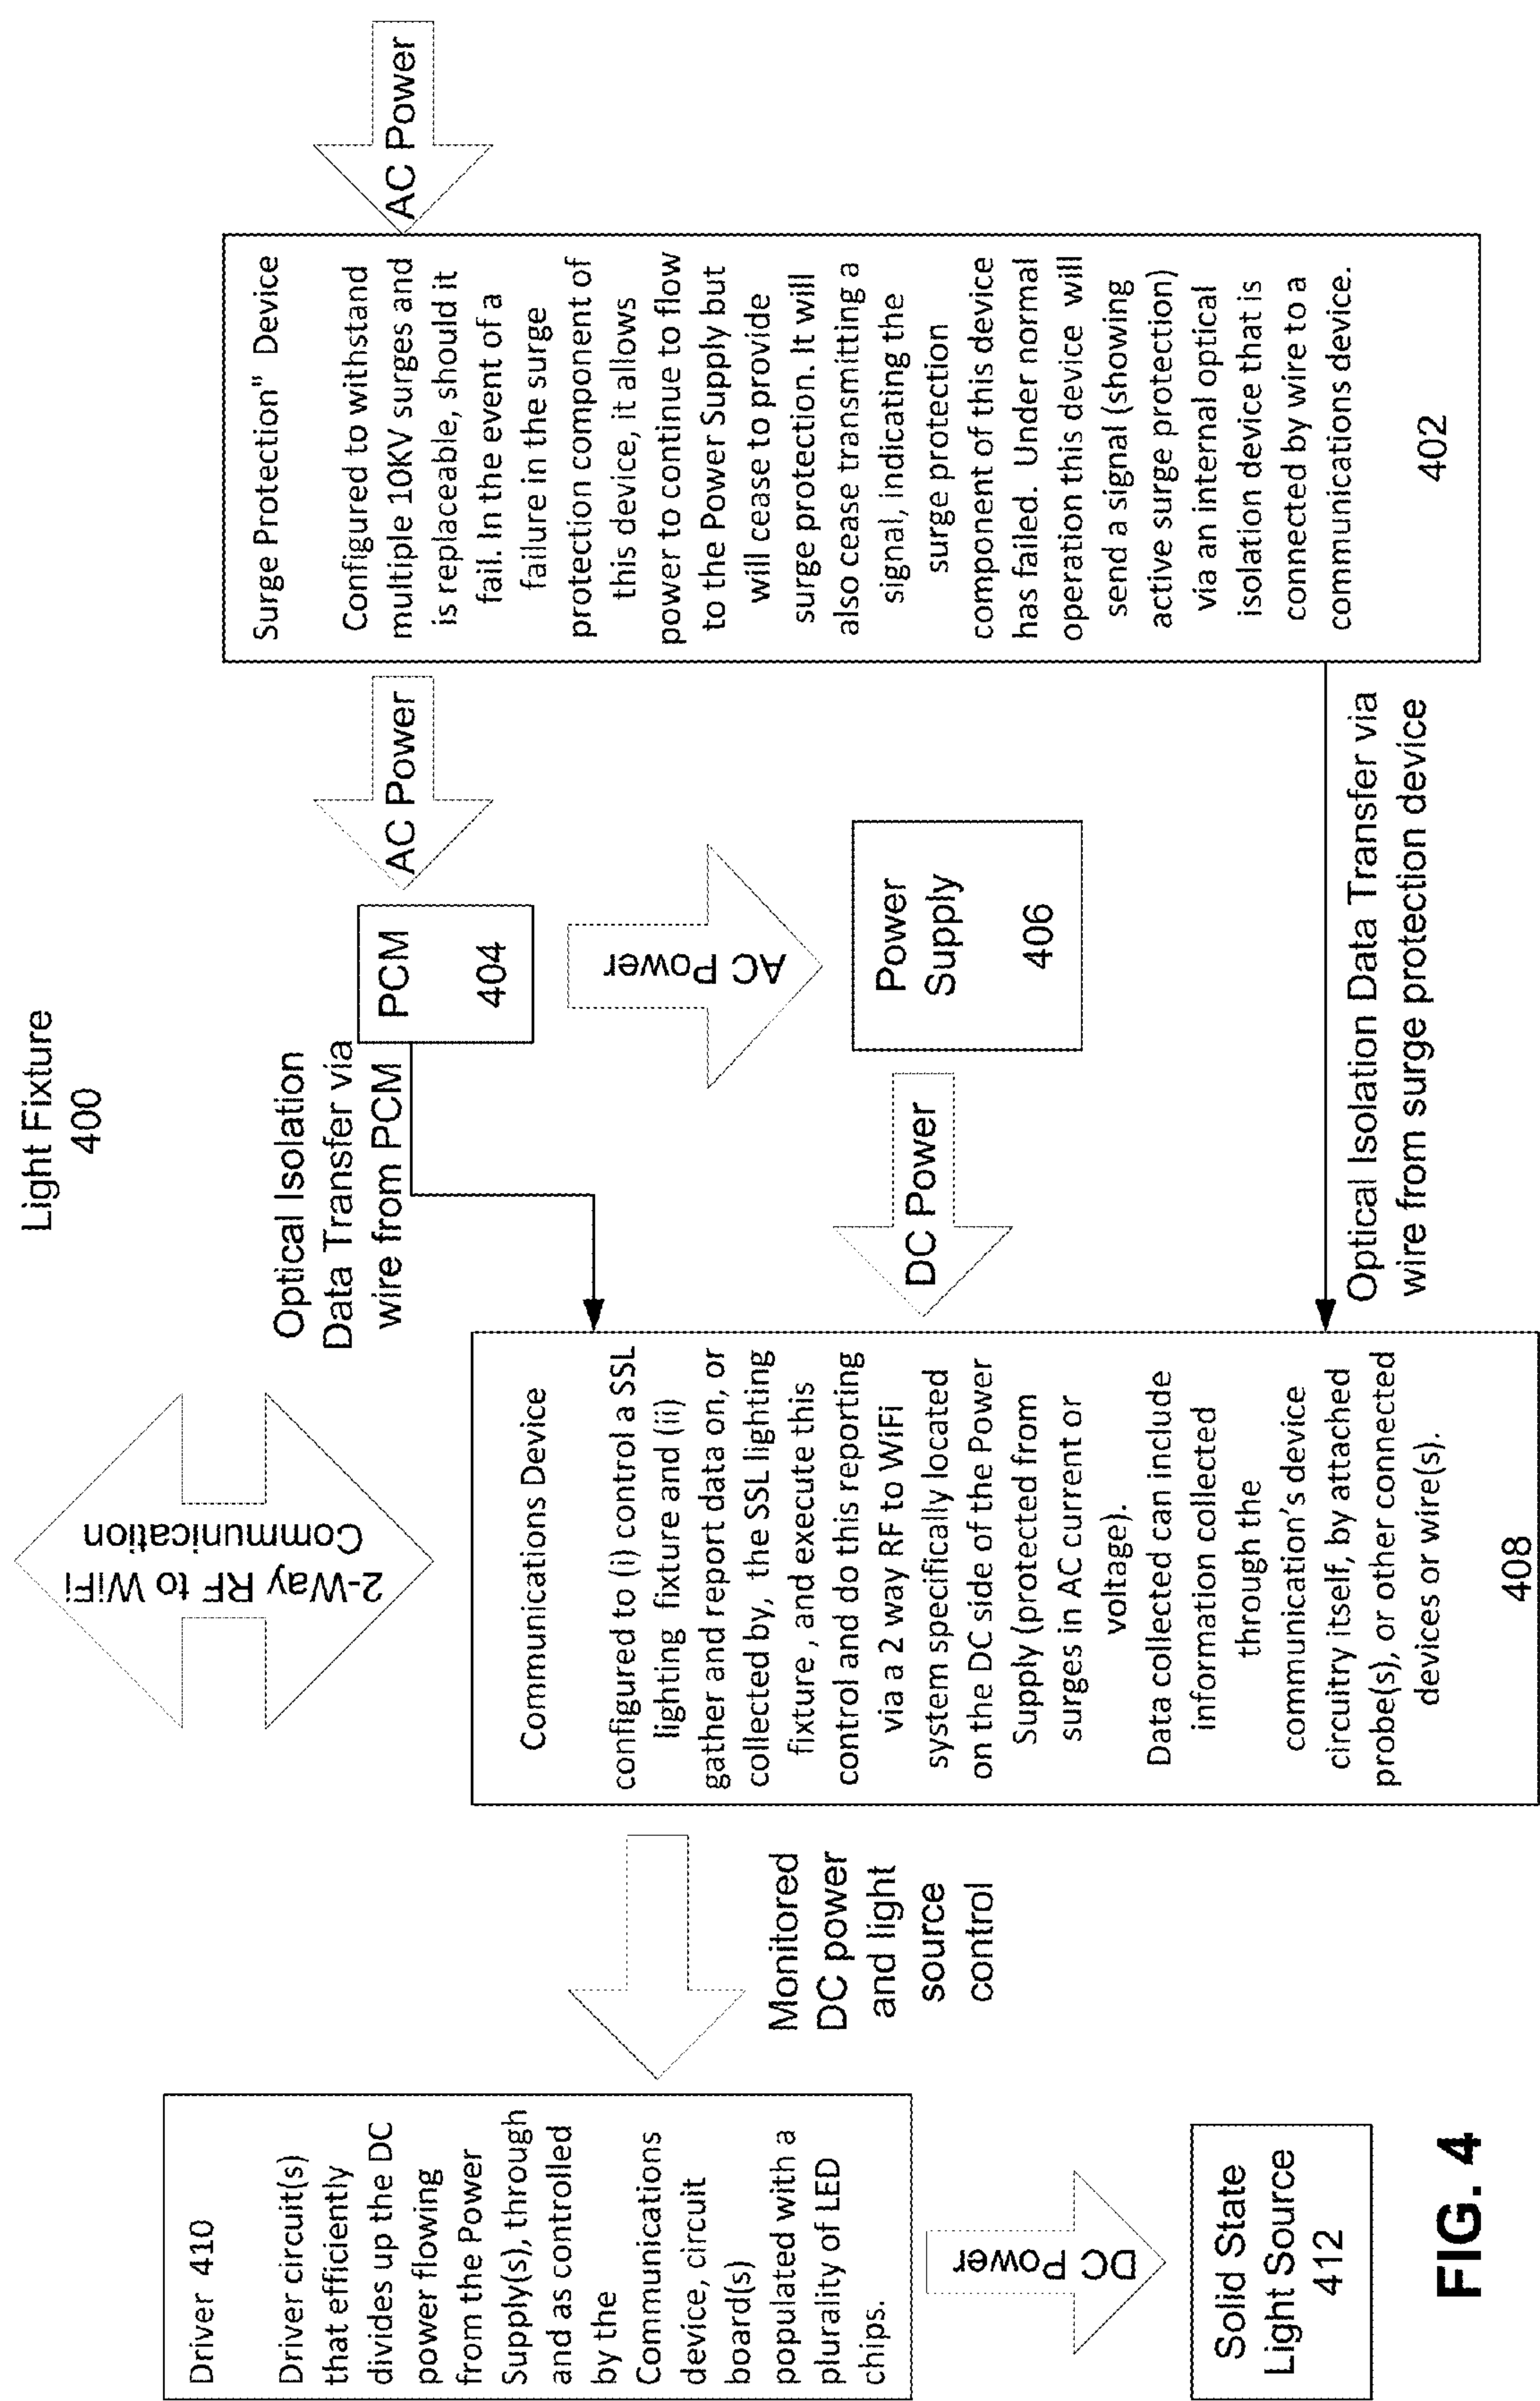 Light Fixture
400
AC Power
Surge Protection" Device
Configured to withstand
multiple 10KV surges and
is replaceable, should it
fail. In the event of a
failure in the surge
protection component of
this device, it allows
power to continue to flow
to the Power Supply but
will cease to provide
surge protection. It will
also cease transmitting a
signal, indicating the
surge protection
component of this device
has failed. Under normal
operation this device will
send a signal (showing
active surge protection)
via an internal optical
isolation device that is
connected by wire to a
communications device.
402
AC Power
PCM
404
Optical Isolation
Data Transfer via
wire from PCM
AC Power
Power
Supply
406
DC Power
Optical Isolation Data Transfer via
wire from surge protection device
2-Way RF to WiFi
Communication
Communications Device
configured to (i) control a SSL
lighting fixture and (ii)
gather and report data on, or
collected by, the SSL lighting
fixture , and execute this
control and do this reporting
via a 2 way RF to WiFi
system specifically located
on the DC side of the Power
Supply (protected from
surges in AC current or
voltage).
Data collected can include
information collected
through the
communication's device
circuitry itself, by attached
probe(s), or other connected
devices or wire(s).
408
Monitored
DC power
and light
source
control
Driver 410
Driver circuit(s)
that efficiently
divides up the DC
power flowing
from the Power
Supply(s), through
and as controlled
by the
Communications
device, circuit
board(s)
populated with a
plurality of LED
chips.
DC Power
Solid State
Light Source
412
FIG. 4